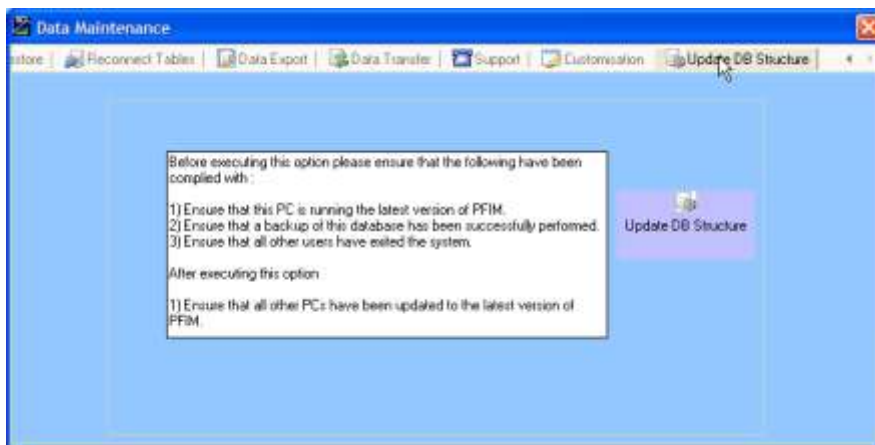 Data Maintenance
store Reconnect Tables Data Export Data Transfer Support Customisation Update DB Structure
Before executing this option please ensure that the following have been
complied with :
1) Ensure that this PC is running the latest version of PFIM.
2) Ensure that a backup of this database has been successfully performed.
3) Ensure that all other users have exited the system.
Update DB Structure
After executing this option
1) Ensure that all other PCs have been updated to the latest version of
PFIM.